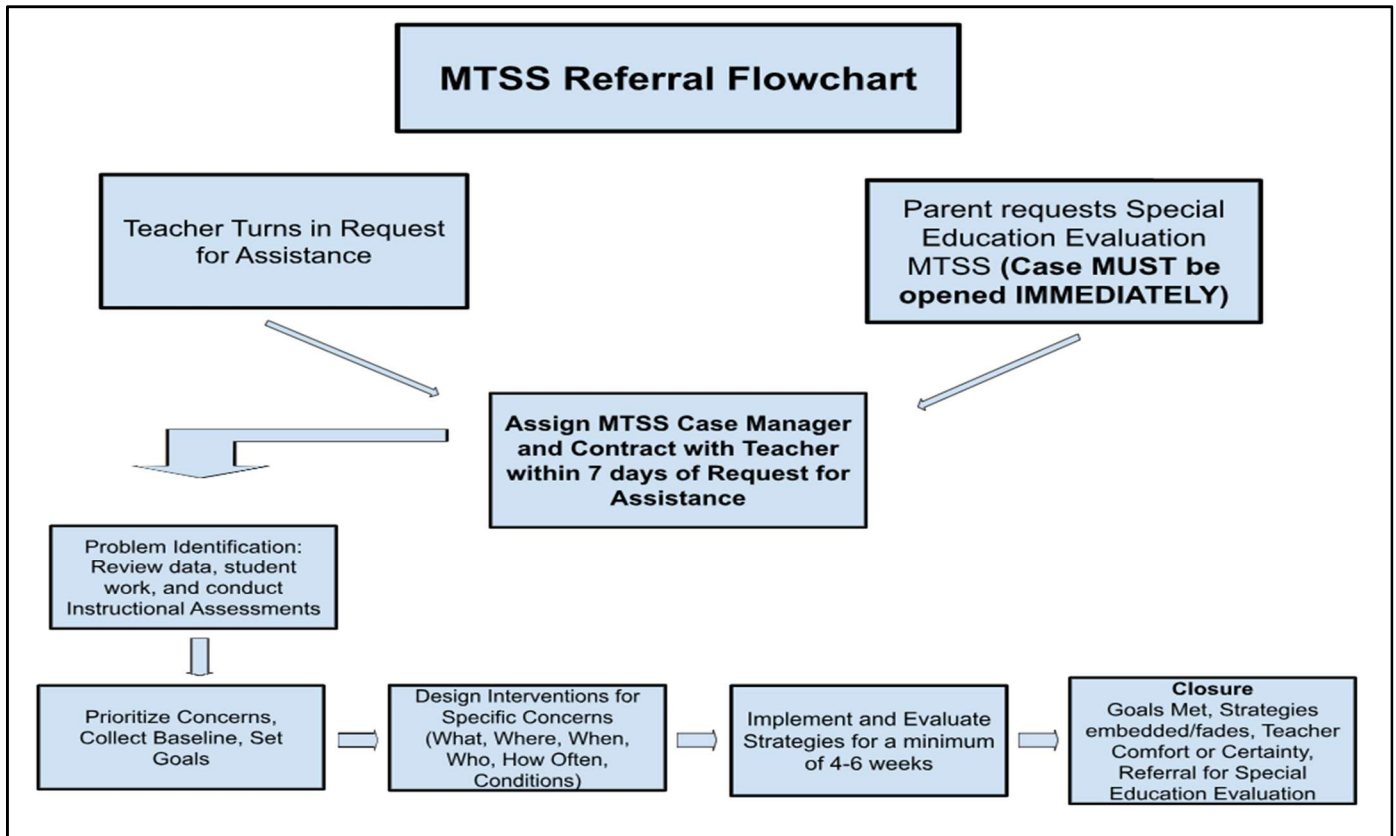 MTSS Referral Flowchart
Teacher Turns in Request
for Assistance
Parent requests Special
Education Evaluation
MTSS (Case MUST be
opened IMMEDIATELY)
Assign MTSS Case Manager
and Contract with Teacher
within 7 days of Request for
Assistance
Problem Identification:
Review data, student
work, and conduct
Instructional Assessments
Prioritize Concerns,
Collect Baseline, Set
Goals
Design Interventions for
Specific Concerns
(What, Where, When,
Who, How Often,
Conditions)
Implement and Evaluate
Strategies for a minimum
of 4-6 weeks
Closure
Goals Met, Strategies
embedded/fades, Teacher
Comfort or Certainty,
Referral for Special
Education Evaluation